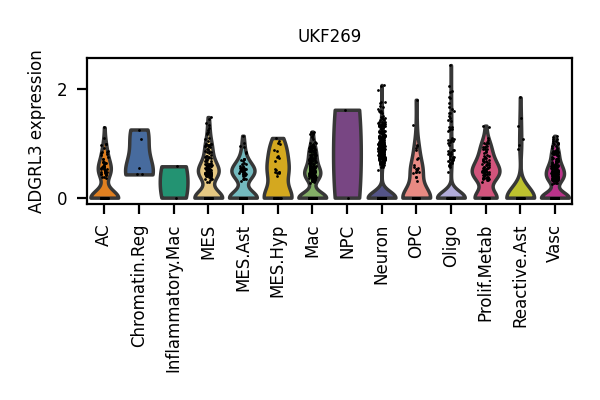 UKF269
ADGRL3 expression
2
0
AC
Chromatin.Reg
Inflammatory.Mac
MES
MES.Ast
MES.Hyp
Mac
NPC
Neuron
OPC
Oligo
Prolif.Metab
Reactive.Ast
Vasc